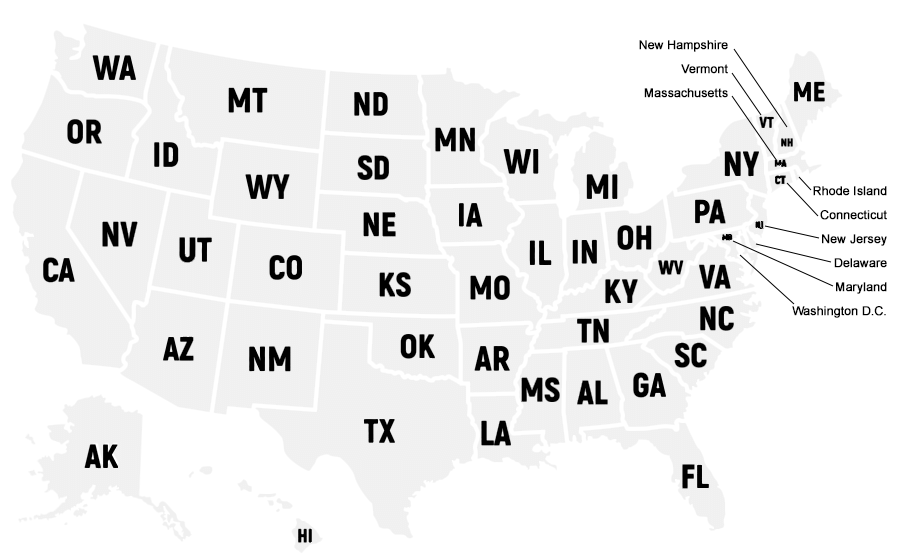 New Hampshire
Vermont
Massachusetts
WA
MT
ND
MN
WI
MI
ME
OR
ID
SD
WY
VT
NH
NY
MA
CT
Rhode Island
Connecticut
New Jersey
Delaware
Maryland
Washington D.C.
NV
UT
CO
NE
IA
IL
IN
OH
PA
NJ
MD
CA
KS
MO
KY
WV
VA
AZ
NM
OK
AR
TN
NC
SC
TX
LA
MS
AL
GA
AK
HI
FL